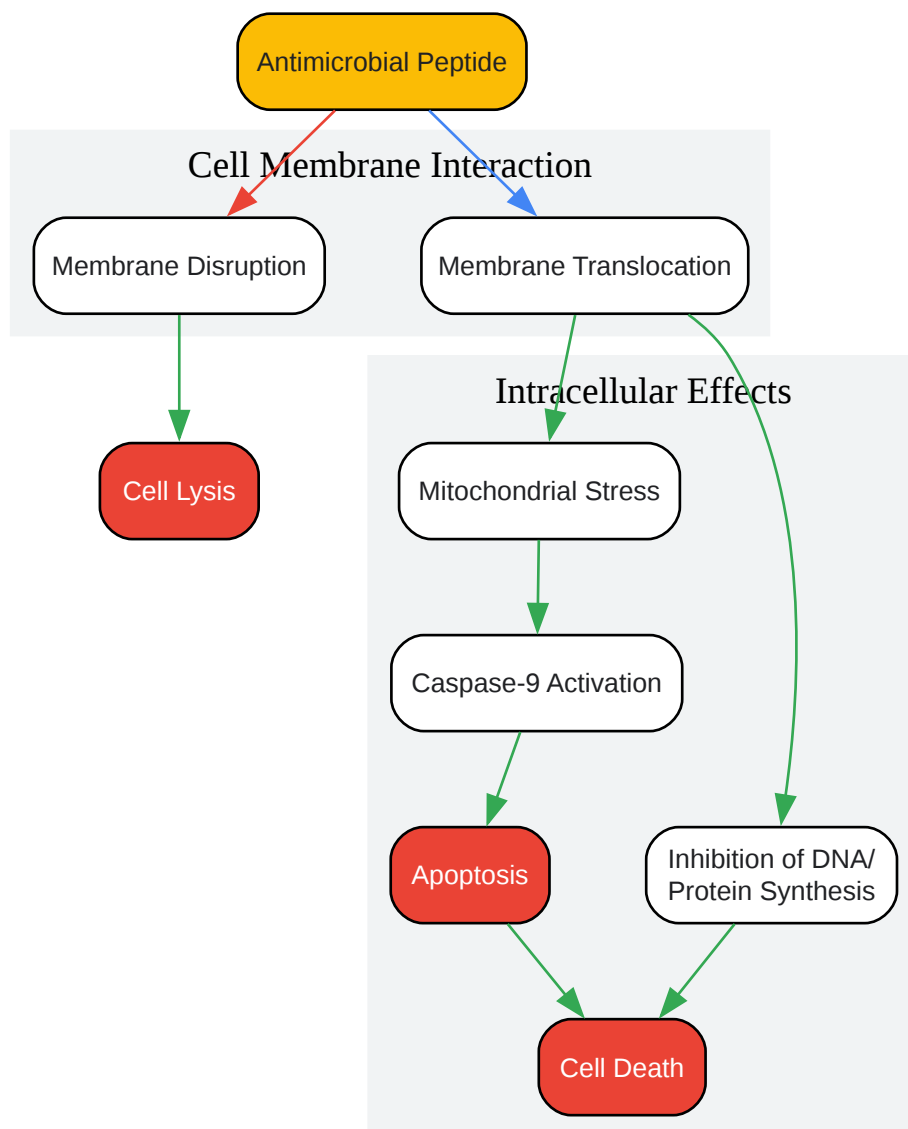 Antimicrobial Peptide
Cell Membrane Interaction
Membrane Disruption
Membrane Translocation
Intracellular Effects
Cell Lysis
Mitochondrial Stress
Caspase-9 Activation
Apoptosis
Inhibition of DNA/
Protein Synthesis
Cell Death